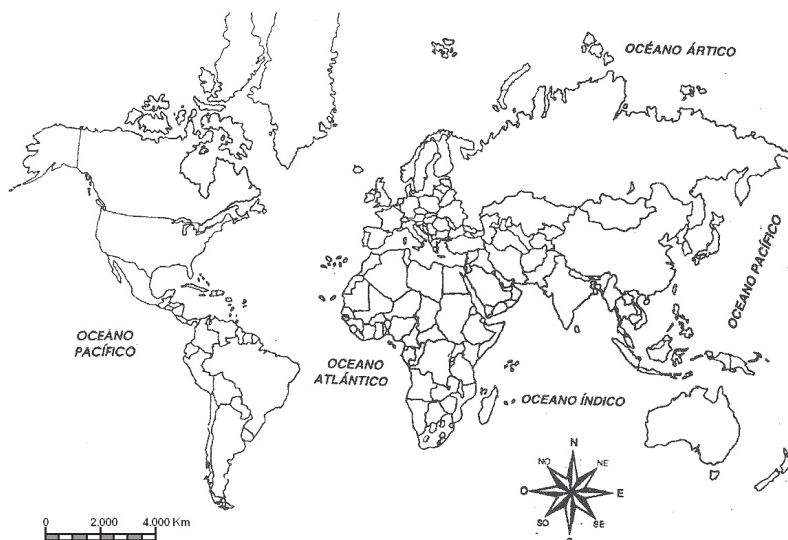 OCÉANO ÁRTICO
OCEANO PACÍFICO
OCEANO
PACÍFICO
OCEANO
ATLÁNTICO
OCEANO ÍNDICO
N
NO
NE
O
E
SO
SE
0
2.000
4.000 Km